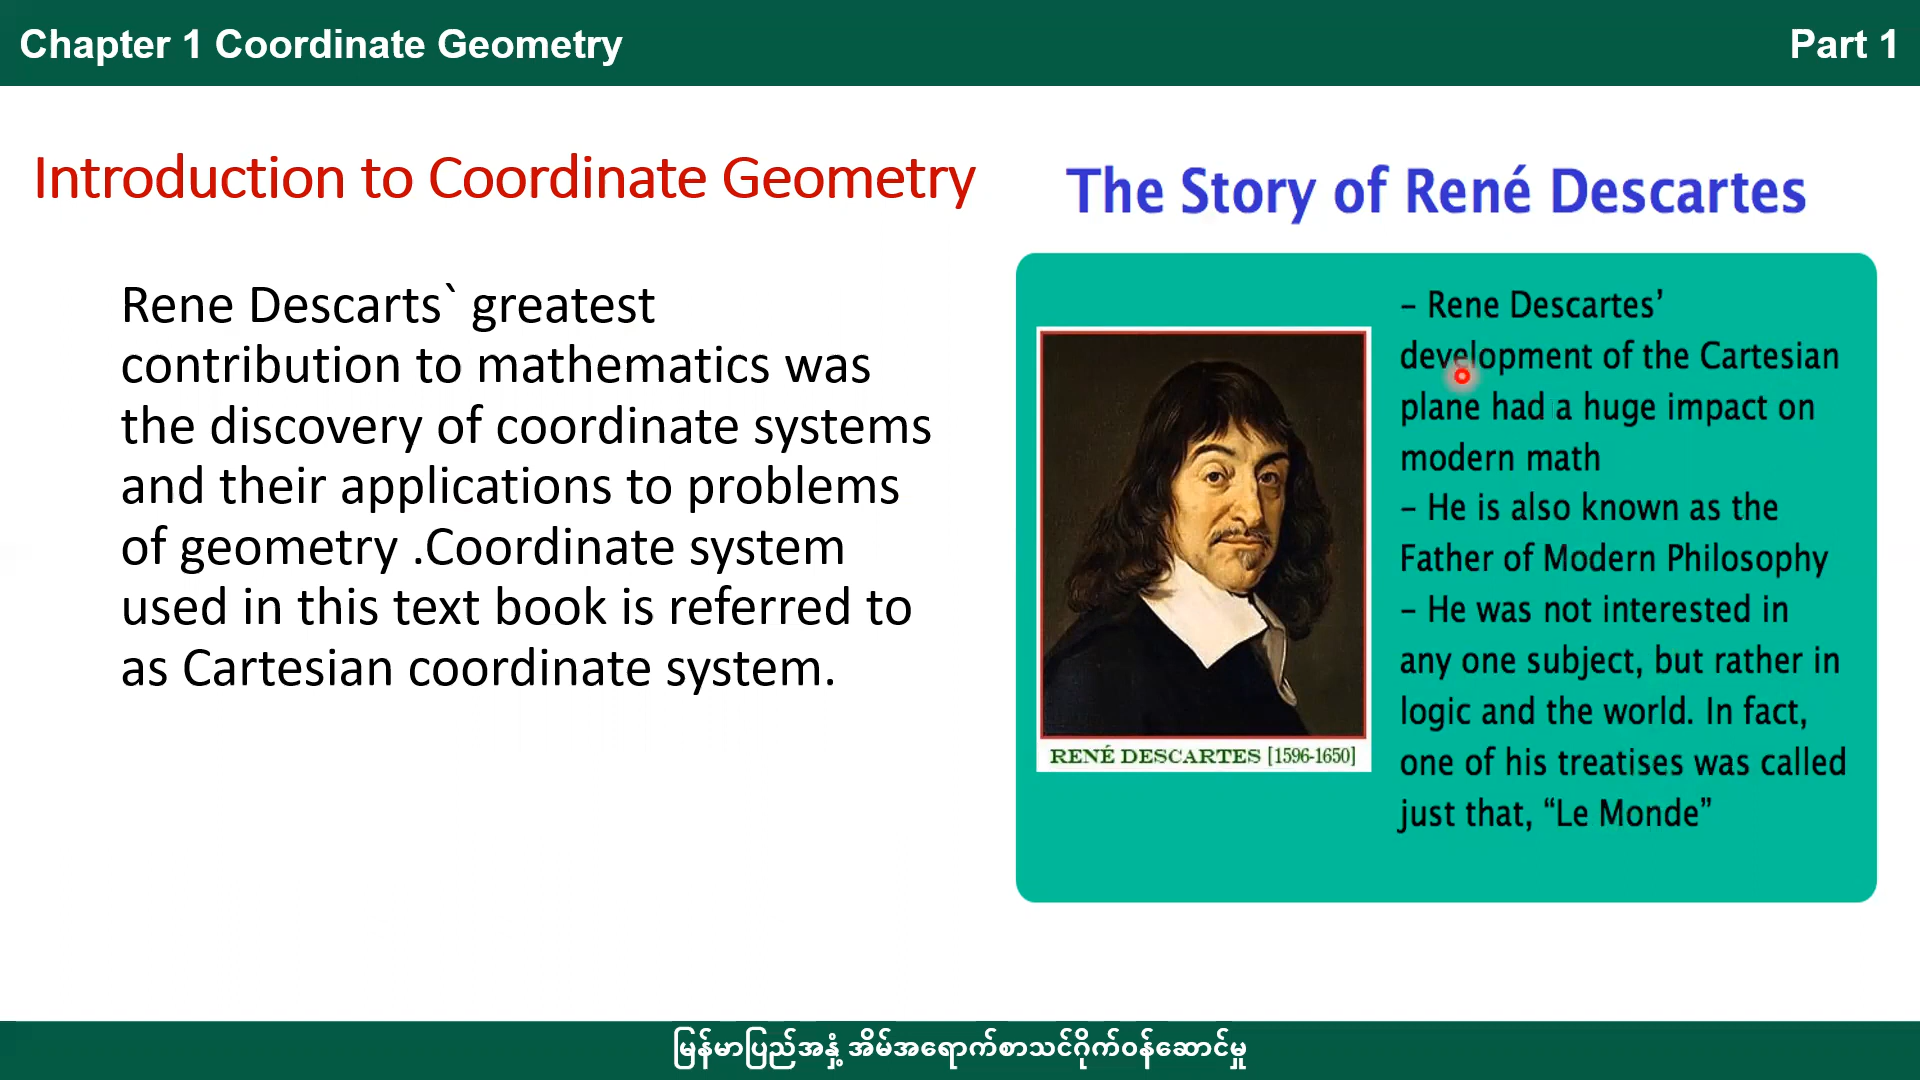 Chapter 1 Coordinate Geometry
Part 1
Introduction to Coordinate Geometry
Rene Descarts` greatest
contribution to mathematics was
the discovery of coordinate systems
and their applications to problems
of geometry .Coordinate system
used in this text book is referred to
as Cartesian coordinate system.
The Story of René Descartes
– Rene Descartes’
development of the Cartesian
plane had a huge impact on
modern math
– He is also known as the
Father of Modern Philosophy
– He was not interested in
any one subject, but rather in
logic and the world. In fact,
one of his treatises was called
just that, “Le Monde”
RENÉ DESCARTES [1596-1650]
မြန်မာပြည်အနှံ့ အိမ်အရောက်စာသင်ဂိုက်ဝန်ဆောင်မှု